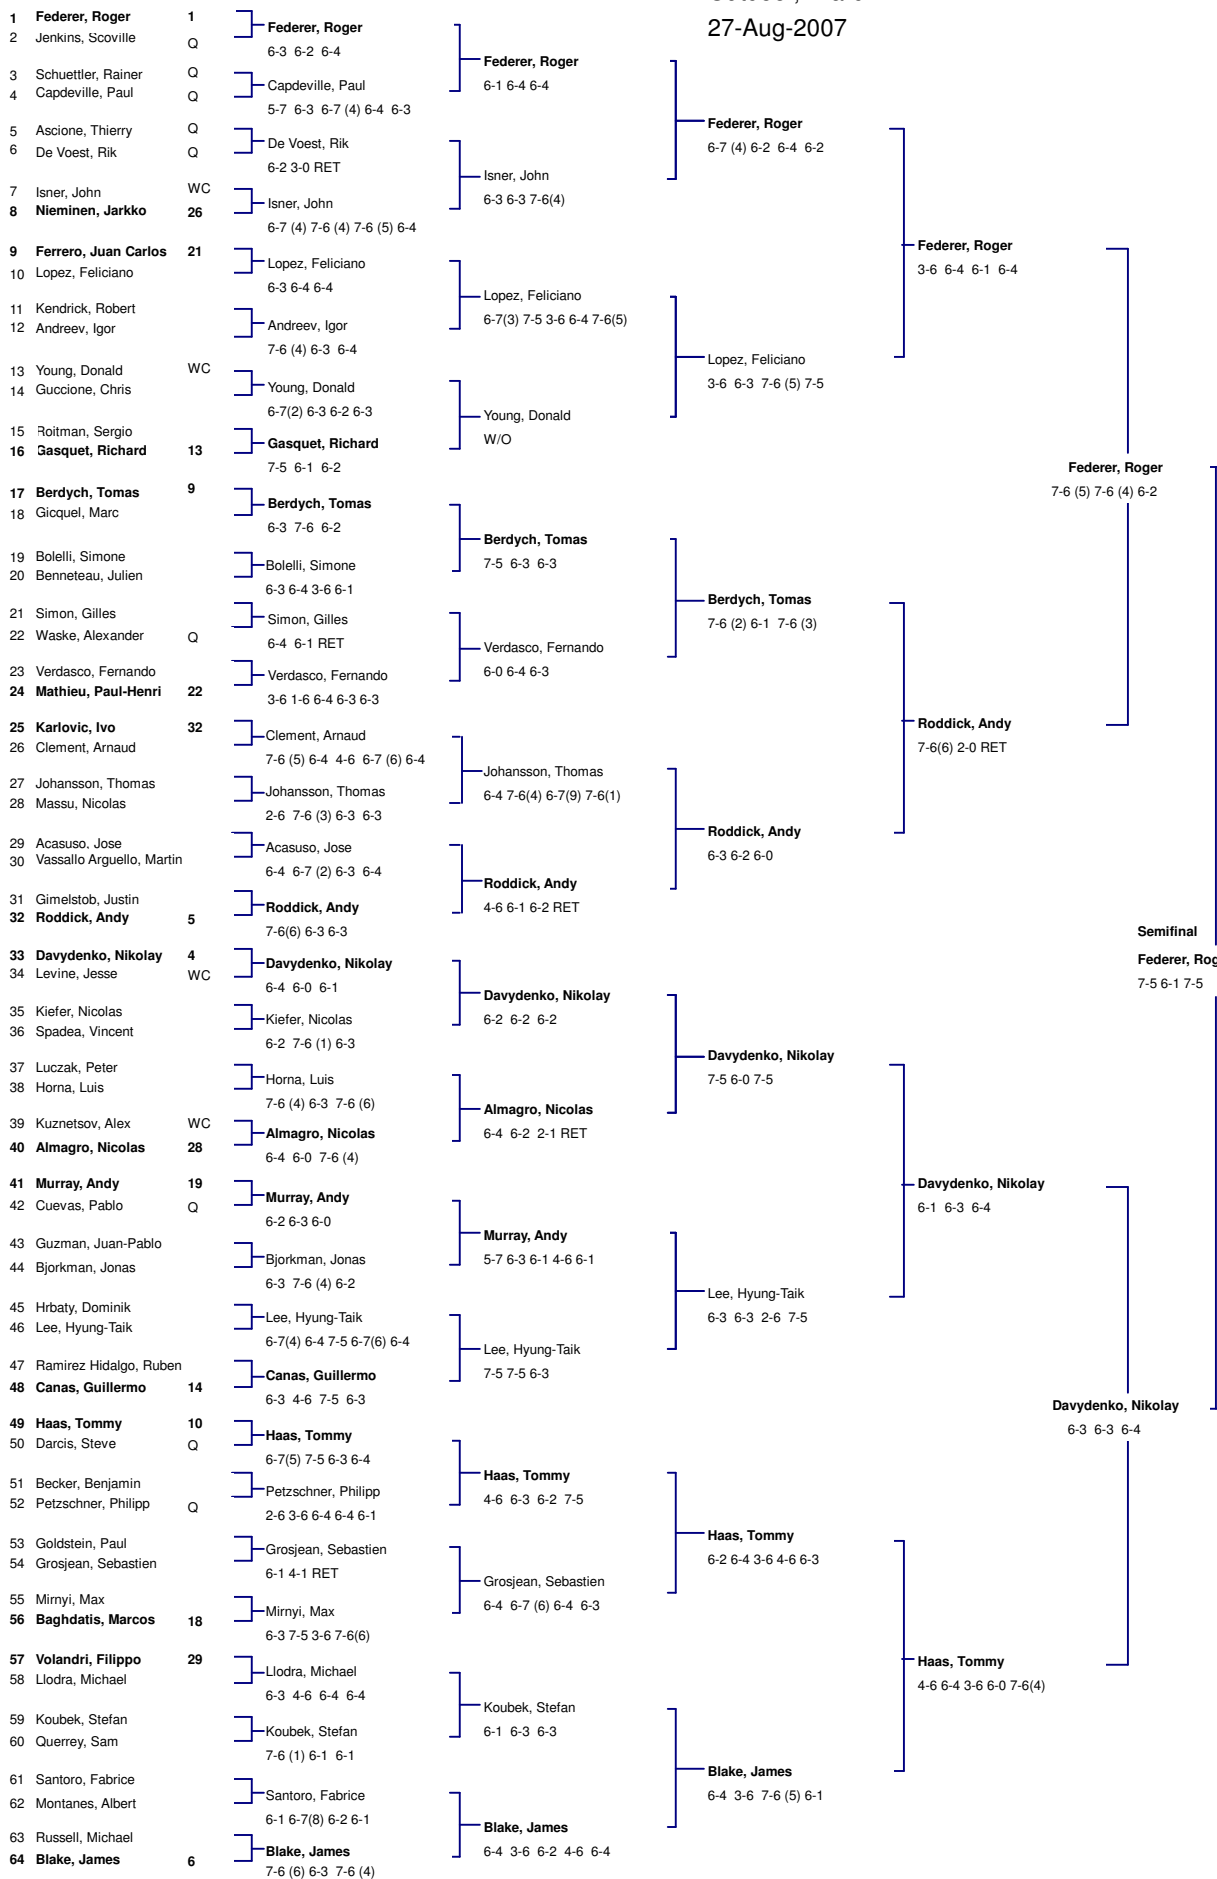 27-Aug-2007
1 Federer, Roger 1
2 Jenkins, Scoville Q
3 Schuettler, Rainer Q
4 Capdeville, Paul Q
5 Ascione, Thierry Q
6 De Voest, Rik Q
7 Isner, John WC
8 Nieminen, Jarkko 26
9 Ferrero, Juan Carlos 21
10 Lopez, Feliciano
11 Kendrick, Robert
12 Andreev, Igor
13 Young, Donald WC
14 Guccione, Chris
15 Roitman, Sergio
16 Gasquet, Richard 13
17 Berdych, Tomas 9
18 Gicquel, Marc
19 Bolelli, Simone
20 Benneteau, Julien
21 Simon, Gilles
22 Waske, Alexander Q
23 Verdasco, Fernando
24 Mathieu, Paul-Henri 22
25 Karlovic, Ivo 32
26 Clement, Arnaud
27 Johansson, Thomas
28 Massu, Nicolas
29 Acasuso, Jose
30 Vassallo Arguello, Martin
31 Gimelstob, Justin
32 Roddick, Andy 5
33 Davydenko, Nikolay 4
34 Levine, Jesse WC
35 Kiefer, Nicolas
36 Spadea, Vincent
37 Luczak, Peter
38 Horna, Luis
39 Kuznetsov, Alex WC
40 Almagro, Nicolas 28
41 Murray, Andy 19
42 Cuevas, Pablo Q
43 Guzman, Juan-Pablo
44 Bjorkman, Jonas
45 Hrbaty, Dominik
46 Lee, Hyung-Taik
47 Ramirez Hidalgo, Ruben
48 Canas, Guillermo 14
49 Haas, Tommy 10
50 Darcis, Steve Q
51 Becker, Benjamin
52 Petzschner, Philipp Q
53 Goldstein, Paul
54 Grosjean, Sebastien
55 Mirnyi, Max
56 Baghdatis, Marcos 18
57 Volandri, Filippo 29
58 Llodra, Michael
59 Koubek, Stefan
60 Querrey, Sam
61 Santoro, Fabrice
62 Montanes, Albert
63 Russell, Michael
64 Blake, James 6
Federer, Roger
6-3 6-2 6-4
Capdeville, Paul
5-7 6-3 6-7 (4) 6-4 6-3
De Voest, Rik
6-2 3-0 RET
Isner, John
6-7 (4) 7-6 (4) 7-6 (5) 6-4
Lopez, Feliciano
6-3 6-4 6-4
Andreev, Igor
7-6 (4) 6-3 6-4
Young, Donald
6-7(2) 6-3 6-2 6-3
Gasquet, Richard
7-5 6-1 6-2
Berdych, Tomas
6-3 7-6 6-2
Bolelli, Simone
6-3 6-4 3-6 6-1
Simon, Gilles
6-4 6-1 RET
Verdasco, Fernando
3-6 1-6 6-4 6-3 6-3
Clement, Arnaud
7-6 (5) 6-4 4-6 6-7 (6) 6-4
Johansson, Thomas
2-6 7-6 (3) 6-3 6-3
Acasuso, Jose
6-4 6-7 (2) 6-3 6-4
Roddick, Andy
7-6(6) 6-3 6-3
Davydenko, Nikolay
6-4 6-0 6-1
Kiefer, Nicolas
6-2 7-6 (1) 6-3
Horna, Luis
7-6 (4) 6-3 7-6 (6)
Almagro, Nicolas
6-4 6-0 7-6 (4)
Murray, Andy
6-2 6-3 6-0
Bjorkman, Jonas
6-3 7-6 (4) 6-2
Lee, Hyung-Taik
6-7(4) 6-4 7-5 6-7(6) 6-4
Canas, Guillermo
6-3 4-6 7-5 6-3
Haas, Tommy
6-7(5) 7-5 6-3 6-4
Petzschner, Philipp
2-6 3-6 6-4 6-4 6-1
Grosjean, Sebastien
6-1 4-1 RET
Mirnyi, Max
6-3 7-5 3-6 7-6(6)
Llodra, Michael
6-3 4-6 6-4 6-4
Koubek, Stefan
7-6 (1) 6-1 6-1
Santoro, Fabrice
6-1 6-7(8) 6-2 6-1
Blake, James
7-6 (6) 6-3 7-6 (4)
Federer, Roger
6-1 6-4 6-4
Isner, John
6-3 6-3 7-6(4)
Lopez, Feliciano
6-7(3) 7-5 3-6 6-4 7-6(5)
Young, Donald
W/O
Berdych, Tomas
7-5 6-3 6-3
Verdasco, Fernando
6-0 6-4 6-3
Johansson, Thomas
6-4 7-6(4) 6-7(9) 7-6(1)
Roddick, Andy
4-6 6-1 6-2 RET
Davydenko, Nikolay
6-2 6-2 6-2
Almagro, Nicolas
6-4 6-2 2-1 RET
Murray, Andy
5-7 6-3 6-1 4-6 6-1
Lee, Hyung-Taik
7-5 7-5 6-3
Haas, Tommy
4-6 6-3 6-2 7-5
Grosjean, Sebastien
6-4 6-7 (6) 6-4 6-3
Koubek, Stefan
6-1 6-3 6-3
Blake, James
6-4 3-6 6-2 4-6 6-4
Federer, Roger
6-7 (4) 6-2 6-4 6-2
Lopez, Feliciano
3-6 6-3 7-6 (5) 7-5
Berdych, Tomas
7-6 (2) 6-1 7-6 (3)
Roddick, Andy
6-3 6-2 6-0
Davydenko, Nikolay
7-5 6-0 7-5
Lee, Hyung-Taik
6-3 6-3 2-6 7-5
Haas, Tommy
6-2 6-4 3-6 4-6 6-3
Blake, James
6-4 3-6 7-6 (5) 6-1
Federer, Roger
3-6 6-4 6-1 6-4
Roddick, Andy
7-6(6) 2-0 RET
Davydenko, Nikolay
6-1 6-3 6-4
Haas, Tommy
4-6 6-4 3-6 6-0 7-6(4)
Federer, Roger
7-6 (5) 7-6 (4) 6-2
Davydenko, Nikolay
6-3 6-3 6-4
Semifinal
Federer, Rog
7-5 6-1 7-5